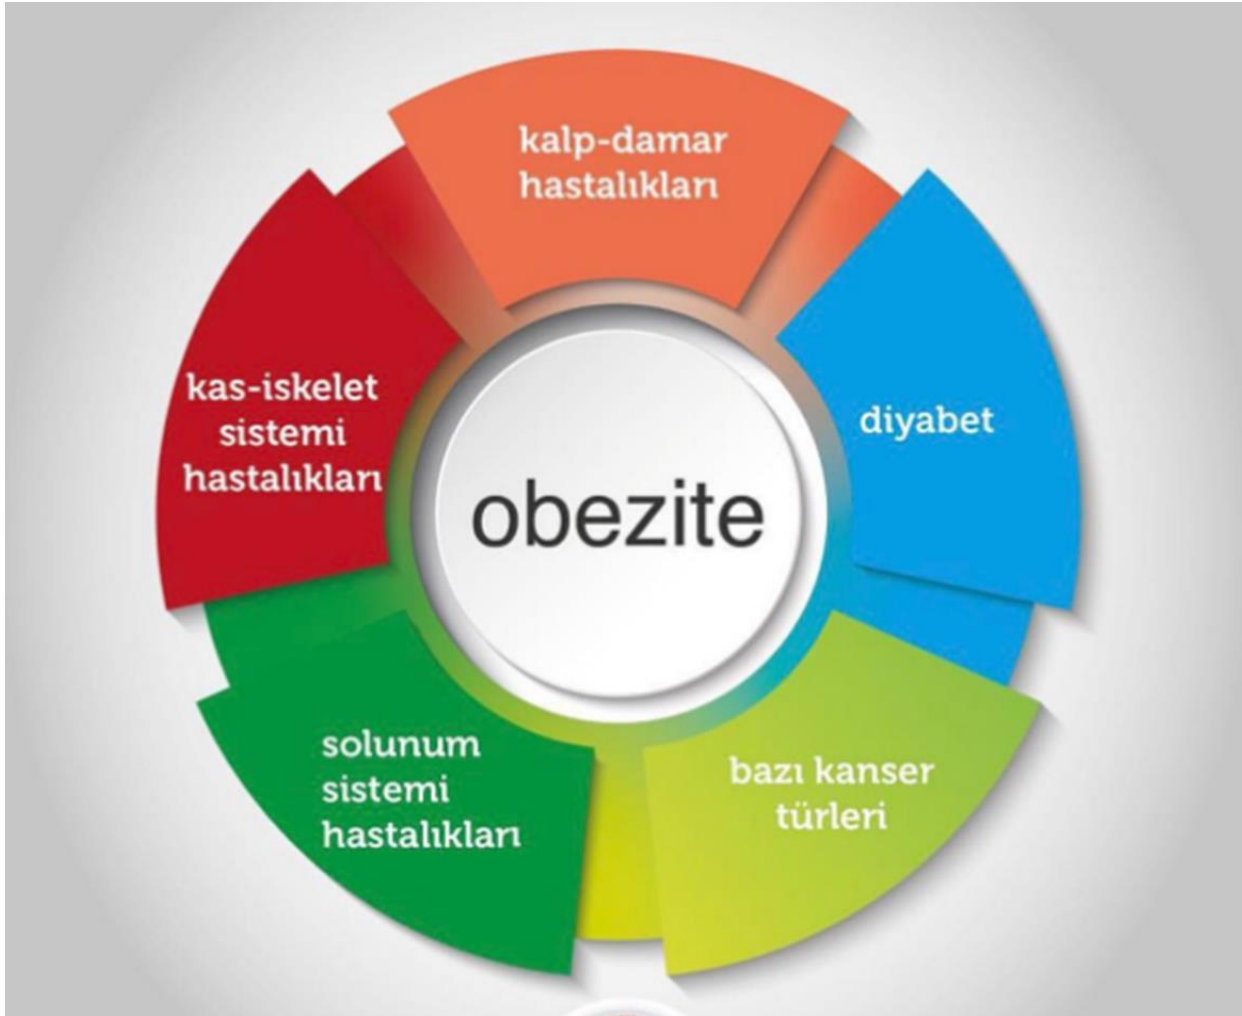 kalp-damar
hastalıkları
diyabet
bazı kanser
türleri
solunum
sistemi
hastalıkları
kas-iskelet
sistemi
hastalıkları
obezite